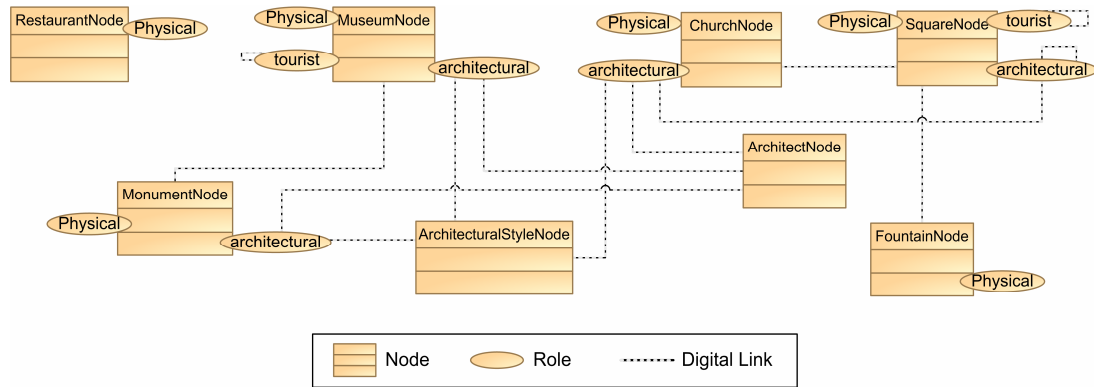 RestaurantNode
Physical
MuseumNode
Physical
tourist
architectural
ChurchNode
Physical
architectural
SquareNode
Physical
tourist
architectural
ArchitectNode
MonumentNode
Physical
architectural
ArchitecturalStyleNode
FountainNode
Physical
Node
Role
Digital Link